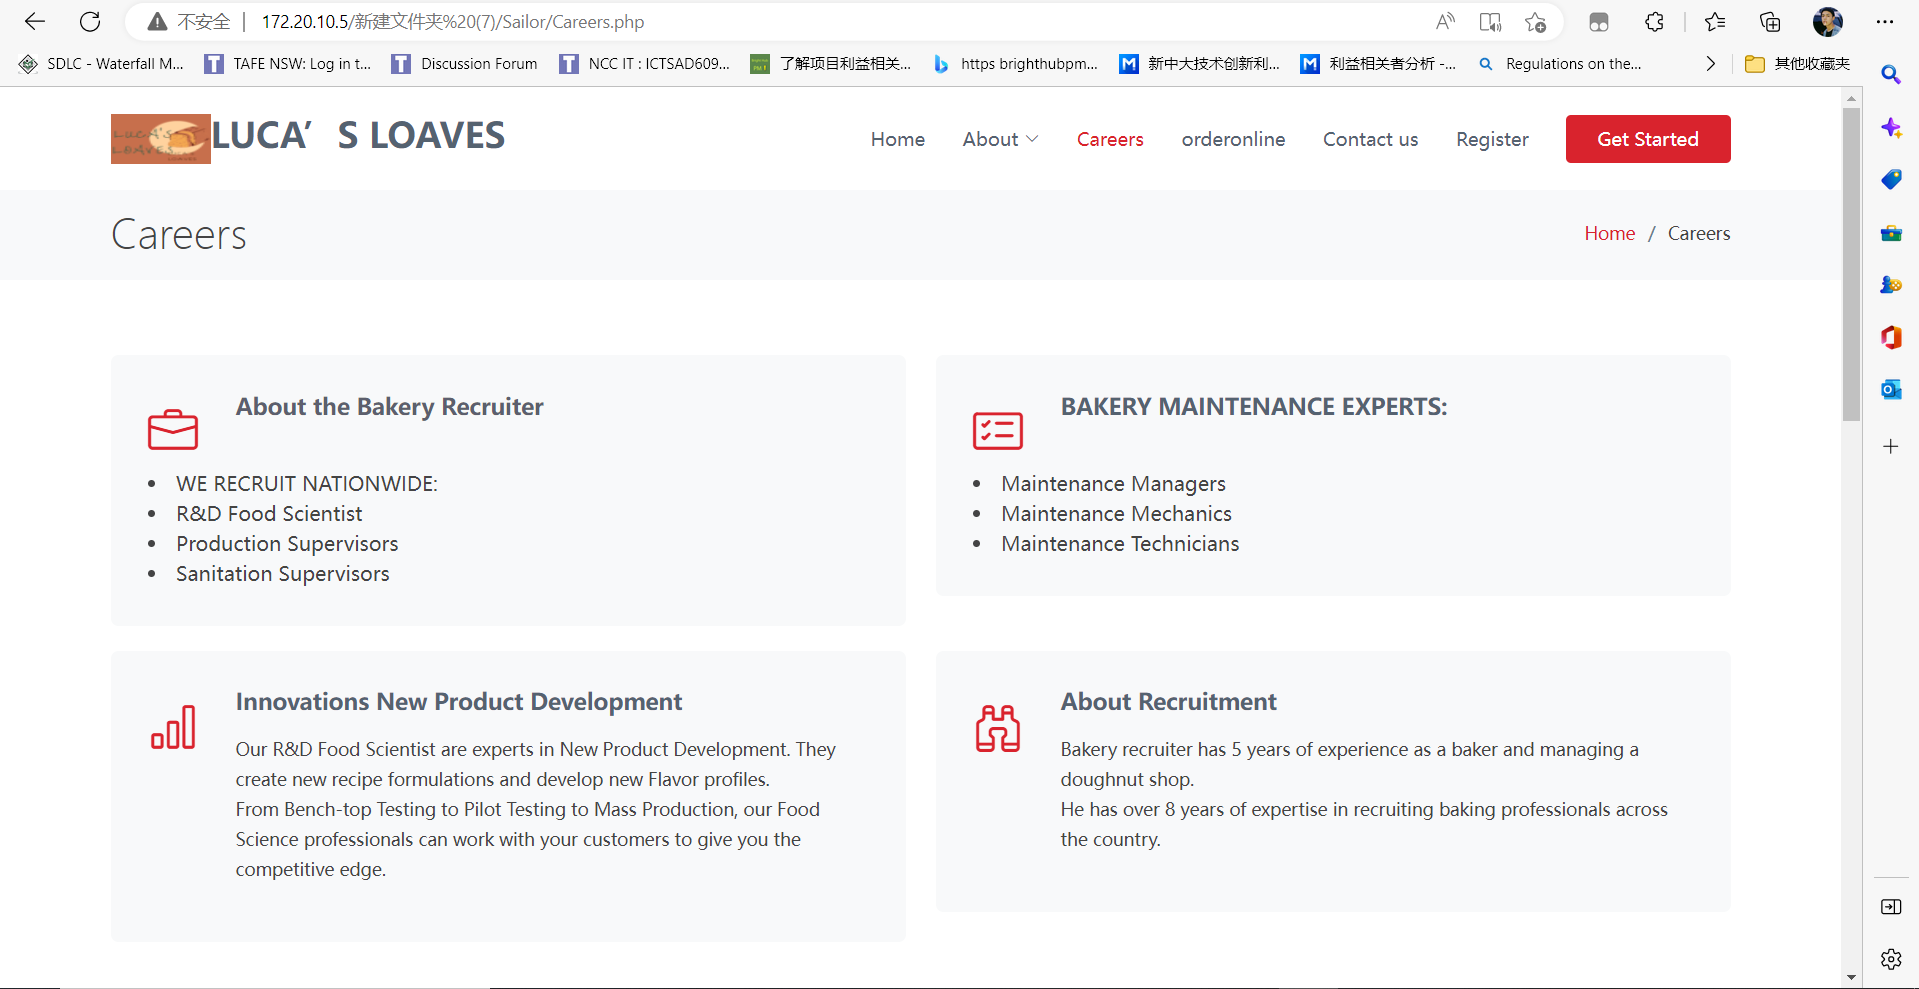 不安全 172.20.10.5/新建文件夹%20(7)/Sailor/Careers.php
SDLC - Waterfall M... TAFE NSW: Log in t... Discussion Forum NCC IT : ICTSAD609... 了解项目利益相关... https brighthubpm... 新中大技术创新利... 利益相关者分析 -... Regulations on the... 其他收藏夹
LUCA'S LOAVES
LUCA’S LOAVES
Home About Careers orderonline Contact us Register Get Started
Careers
Home / Careers
About the Bakery Recruiter
• WE RECRUIT NATIONWIDE:
• R&D Food Scientist
• Production Supervisors
• Sanitation Supervisors
BAKERY MAINTENANCE EXPERTS:
• Maintenance Managers
• Maintenance Mechanics
• Maintenance Technicians
Innovations New Product Development
Our R&D Food Scientist are experts in New Product Development. They
create new recipe formulations and develop new Flavor profiles.
From Bench-top Testing to Pilot Testing to Mass Production, our Food
Science professionals can work with your customers to give you the
competitive edge.
About Recruitment
Bakery recruiter has 5 years of experience as a baker and managing a
doughnut shop.
He has over 8 years of expertise in recruiting baking professionals across
the country.